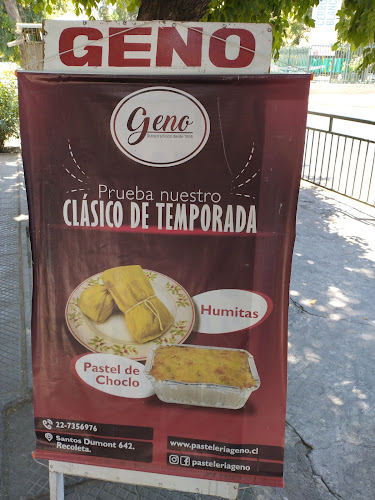 GENO
Geno
Prueba nuestro
CLÁSICO DE TEMPORADA
Humitas
Pastel de
Choclo
22-7356976
Santos Dumont 642.
Recoleta.
www.pasteleriageno.cl
pasteleriageno